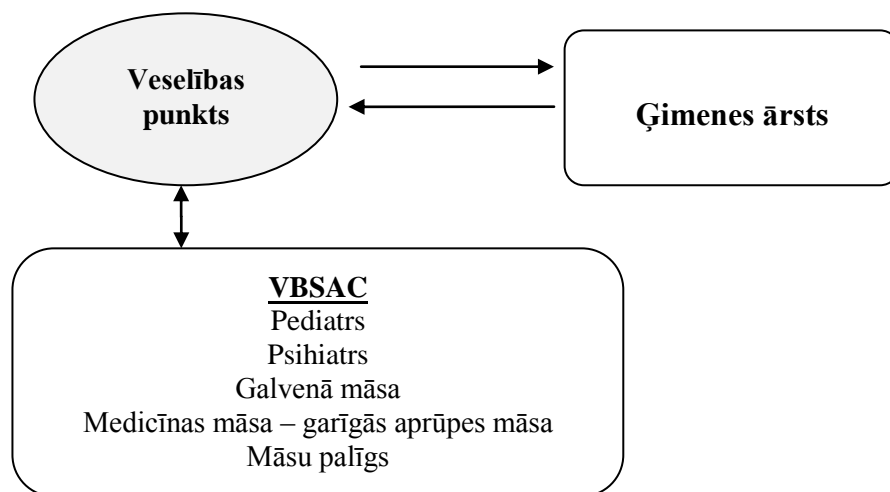 Veselības
punkts
Ģimenes ārsts
VBSAC
Pediatrs
Psihiatrs
Galvenā māsa
Medicīnas māsa – garīgās aprūpes māsa
Māsu palīgs